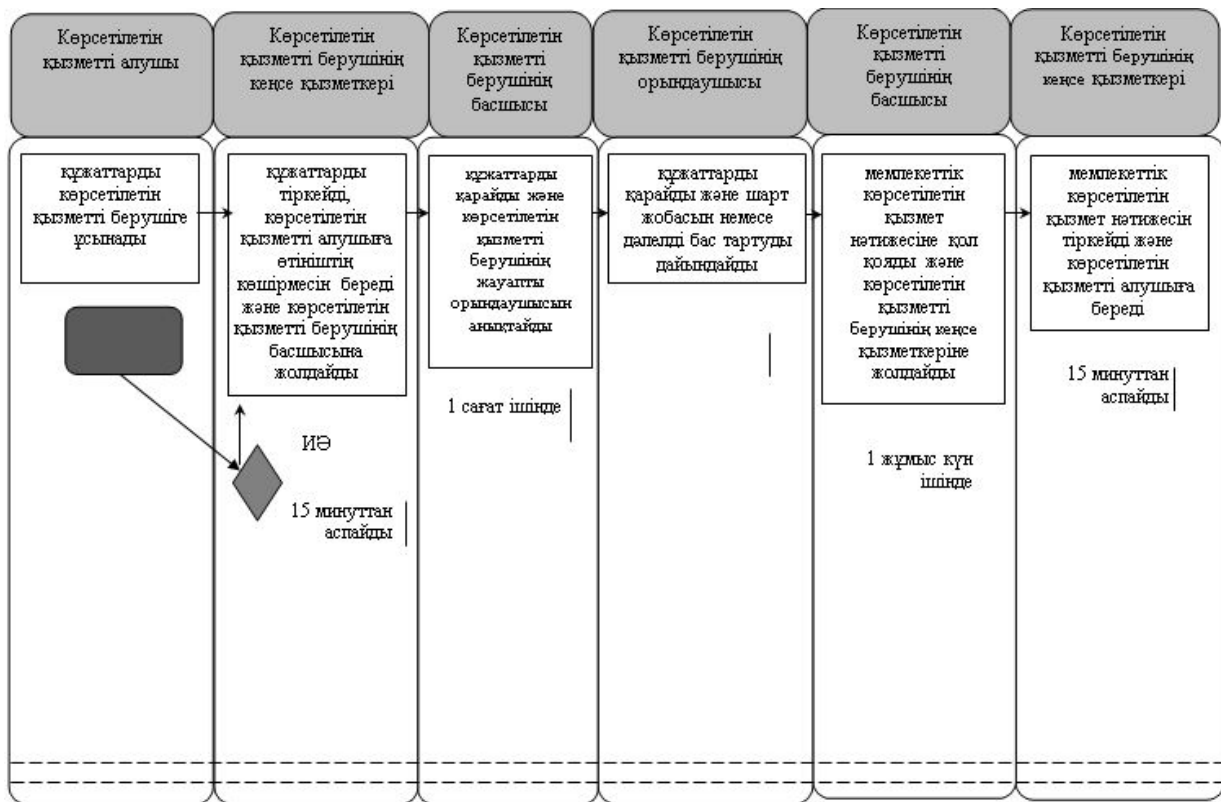 Көрсетілетін
қызметті алушы
Көрсетілетін
қызметті берушінің
кеңсе қызметкері
Көрсетілетін
қызметті
берушінің
басшысы
Көрсетілетін
қызметті берушінің
орындаушысы
Көрсетілетін
қызметті
берушінің
басшысы
Көрсетілетін
қызметті берушінің
кеңсе қызметкері
құжаттарды
көрсетілетін
қызметті берушіге
ұсынады
құжаттарды
тіркейді,
көрсетілетін
қызметті алушыға
өтініштің
көшірмесін береді
және көрсетілетін
қызметті берушінің
басшысына
жолдайды
құжаттарды
қарайды және
көрсетілетін
қызметті
берушінің
жауапты
орындаушысын
анықтайды
құжаттарды
қарайды және шарт
жобасын немесе
дәлелді бас тартуды
дайындайды
мемлекеттік
көрсетілетін
қызмет
нәтижесіне қол
қояды және
көрсетілетін
қызметті
берушінің кеңсе
қызметкеріне
жолдайды
мемлекеттік
көрсетілетін
қызмет нәтижесін
тіркейді және
көрсетілетін
қызметті алушыға
береді
ИӘ
15 минуттан
аспайды
1 сағат ішінде
1 жұмыс күн
ішінде
15 минуттан
аспайды